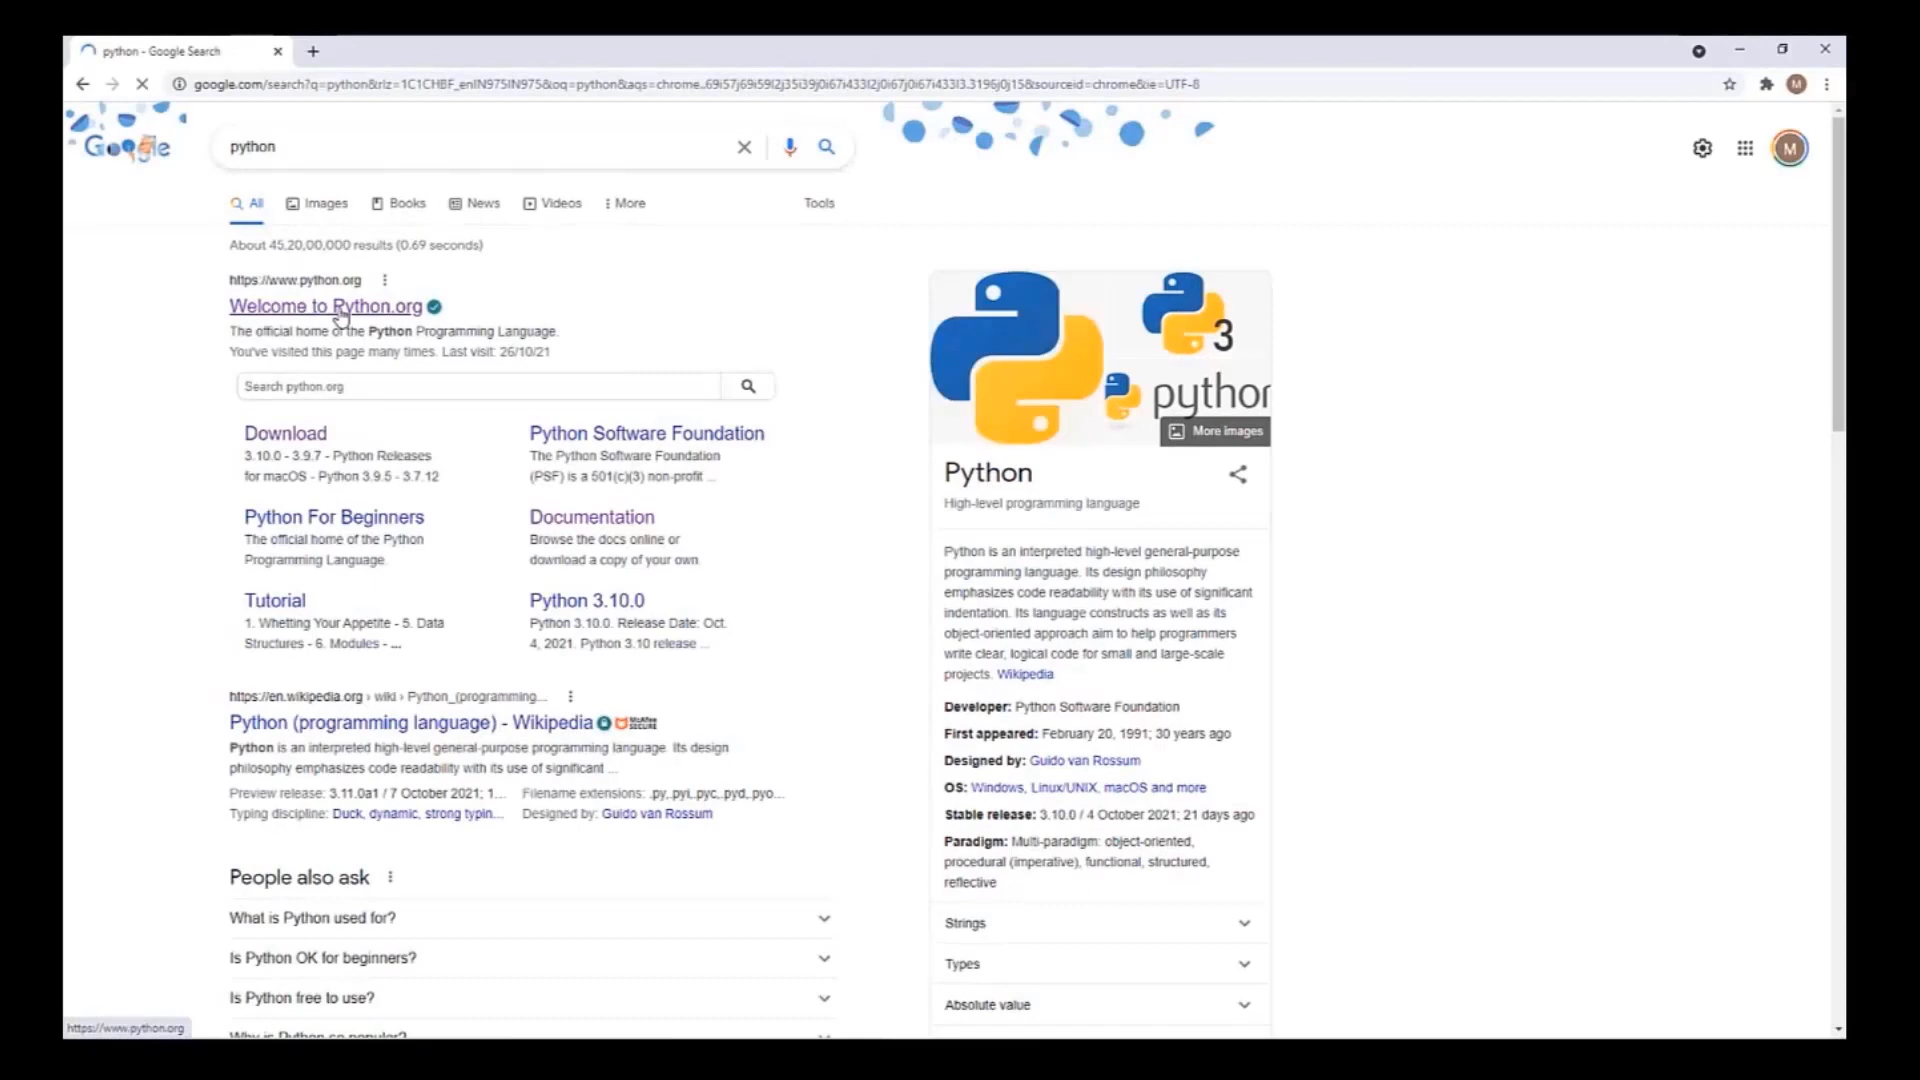 python - Google Search
google.com/search?q=python&rlz=1C1CHBF_enIN975IN975&oq=python&aqs=chrome..69i57j69i59l2j35i39j0i67i433l2j0i67j0i67i433l3.3196j0j15&sourceid=chrome&ie=UTF-8
M
Google
python
M
All
Images
Books
News
Videos
More
Tools
About 45,20,00,000 results (0.69 seconds)
https://www.python.org
Welcome to Python.org
The official home of the Python Programming Language.
You've visited this page many times. Last visit: 26/10/21
Search python.org
Download
3.10.0 - 3.9.7 - Python Releases
for macOS - Python 3.9.5 - 3.7.12
Python Software Foundation
The Python Software Foundation
(PSF) is a 501(c)(3) non-profit ...
Python For Beginners
The official home of the Python
Programming Language.
Documentation
Browse the docs online or
download a copy of your own.
Tutorial
1. Whetting Your Appetite - 5. Data
Structures - 6. Modules - ...
Python 3.10.0
Python 3.10.0. Release Date: Oct.
4, 2021. Python 3.10 release ...
https://en.wikipedia.org › wiki › Python_(programming...
Python (programming language) - Wikipedia
McAfee
SECURE
Python is an interpreted high-level general-purpose programming language. Its design
philosophy emphasizes code readability with its use of significant ...
Preview release: 3.11.0a1 / 7 October 2021; 1...
Filename extensions: .py,.pyi,.pyc,.pyd,.pyo...
Typing discipline: Duck, dynamic, strong typin...
Designed by: Guido van Rossum
People also ask
What is Python used for?
Is Python OK for beginners?
Is Python free to use?
Why is Python so popular?
https://www.python.org
3
python
More images
Python
High-level programming language
Python is an interpreted high-level general-purpose
programming language. Its design philosophy
emphasizes code readability with its use of significant
indentation. Its language constructs as well as its
object-oriented approach aim to help programmers
write clear, logical code for small and large-scale
projects. Wikipedia
Developer: Python Software Foundation
First appeared: February 20, 1991; 30 years ago
Designed by: Guido van Rossum
OS: Windows, Linux/UNIX, macOS and more
Stable release: 3.10.0 / 4 October 2021; 21 days ago
Paradigm: Multi-paradigm: object-oriented,
procedural (imperative), functional, structured,
reflective
Strings
Types
Absolute value